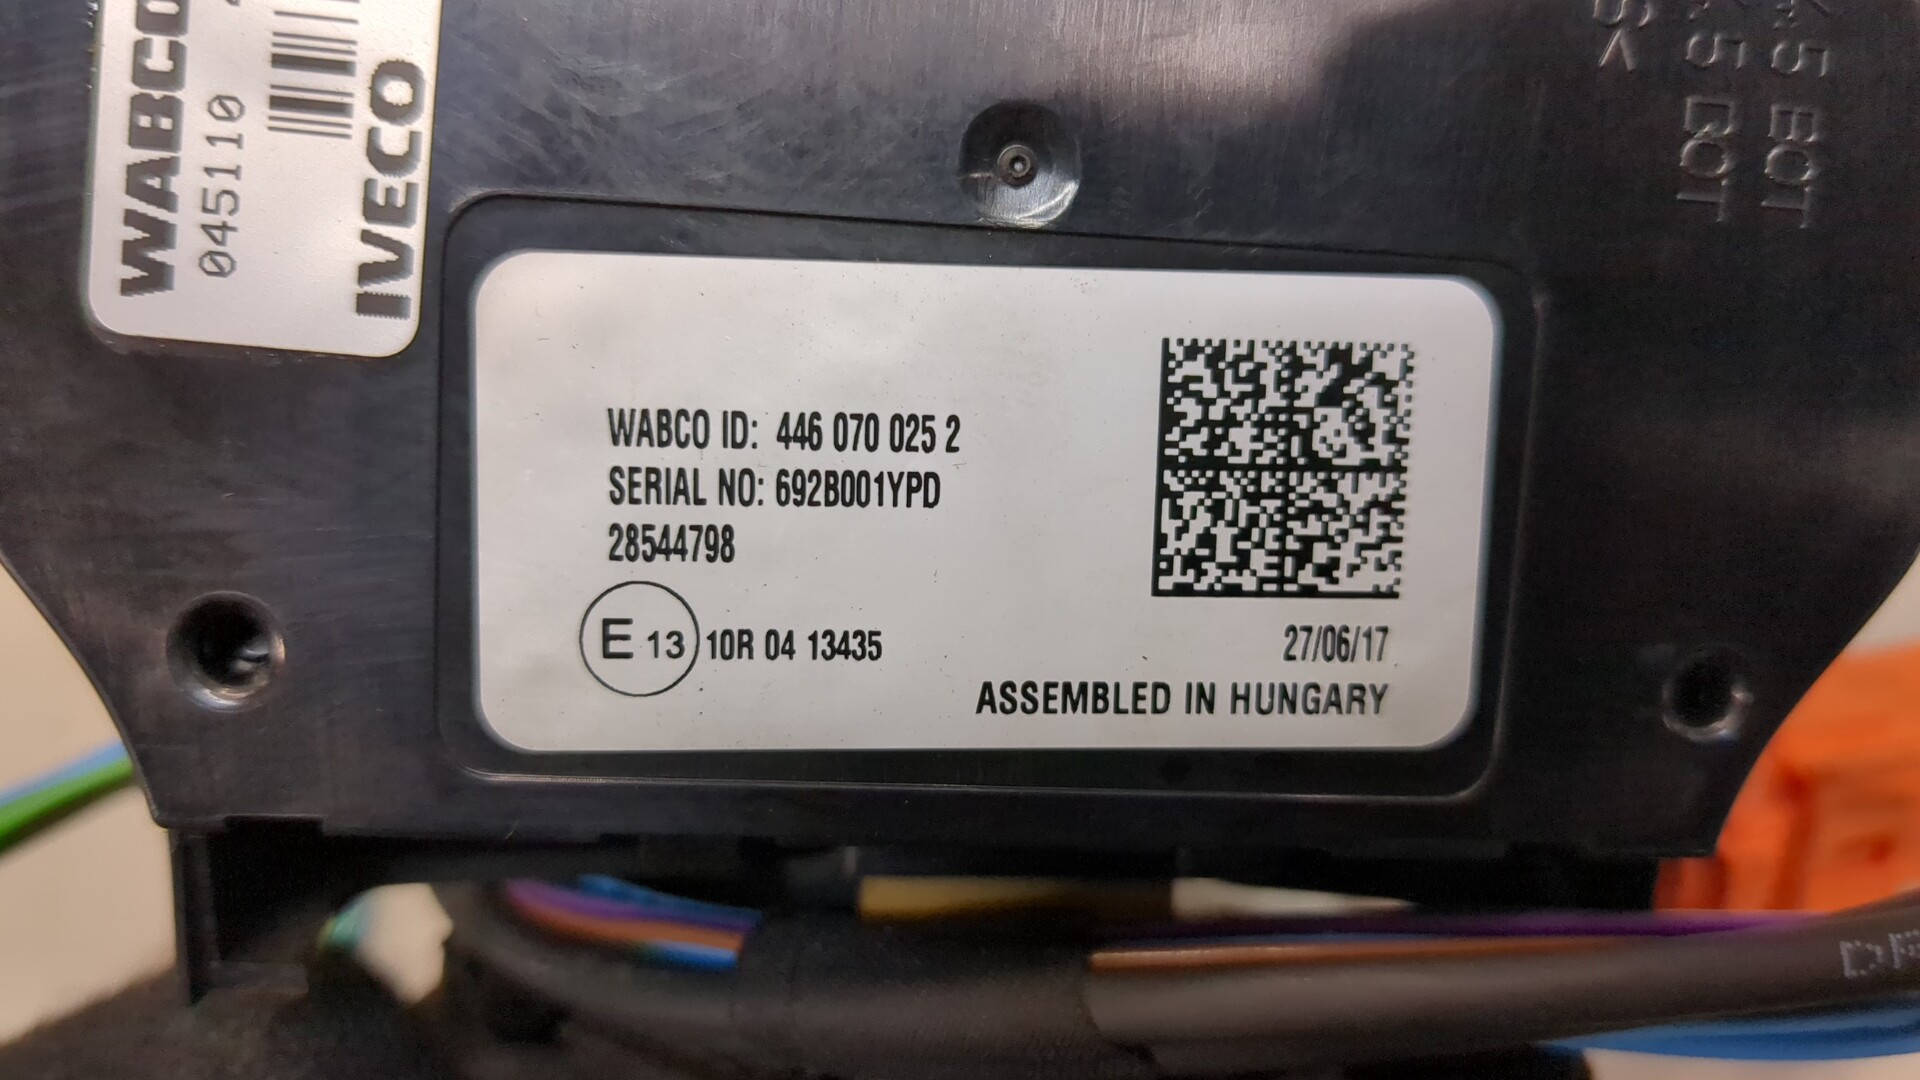 WABCO
045110
IVECO
WABCO ID: 446 070 025 2
SERIAL NO: 692B001YPD
28544798
E 13 10R 04 13435
27/06/17
ASSEMBLED IN HUNGARY